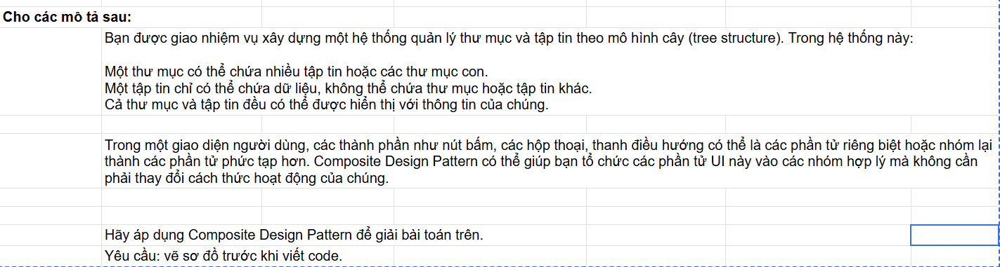 Cho các mô tả sau:
Bạn được giao nhiệm vụ xây dựng một hệ thống quản lý thư mục và tập tin theo mô hình cây (tree structure). Trong hệ thống này:
Một thư mục có thể chứa nhiều tập tin hoặc các thư mục con.
Một tập tin chỉ có thể chứa dữ liệu, không thể chứa thư mục hoặc tập tin khác.
Cả thư mục và tập tin đều có thể được hiển thị với thông tin của chúng.
Trong một giao diện người dùng, các thành phần như nút bấm, các hộp thoại, thanh điều hướng có thể là các phần tử riêng biệt hoặc nhóm lại
thành các phần tử phức tạp hơn. Composite Design Pattern có thể giúp bạn tổ chức các phần tử UI này vào các nhóm hợp lý mà không cần
phải thay đổi cách thức hoạt động của chúng.
Hãy áp dụng Composite Design Pattern để giải bài toán trên.
Yêu cầu: vẽ sơ đồ trước khi viết code.